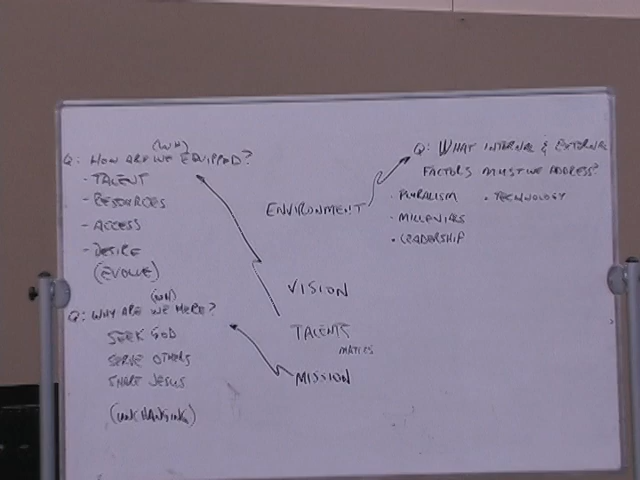 (WH)
Q: HOW ARE WE EQUIPPED?
- TALENT
- RESOURCES
- ACCESS
- DESIRE
(EVOLVE)
(WH)
Q: WHY ARE WE HERE?
SEEK GOD
SERVE OTHERS
SHARE JESUS
(UNCHANGING)
ENVIRONMENT
VISION
TALENTS
MISSION
Q: WHAT INTERNAL & EXTERNAL
FACTORS MUST WE ADDRESS?
• PLURALISM • TECHNOLOGY
• MILLENIALS
• LEADERSHIP